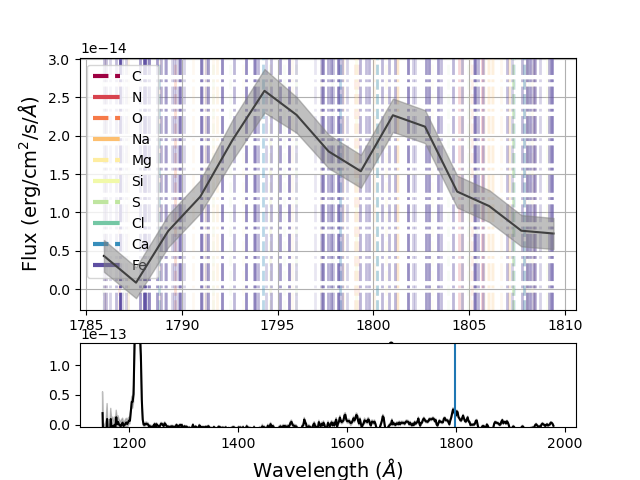 1e−14
3.0
2.5
2.0
1.5
1.0
0.5
0.0
Flux (erg/cm²/s/Å)
C
N
O
Na
Mg
Si
S
Cl
Ca
Fe
1785 1790 1795 1800 1805 1810
1e−13
1.0
0.5
0.0
1200 1400 1600 1800 2000
Wavelength (Å)